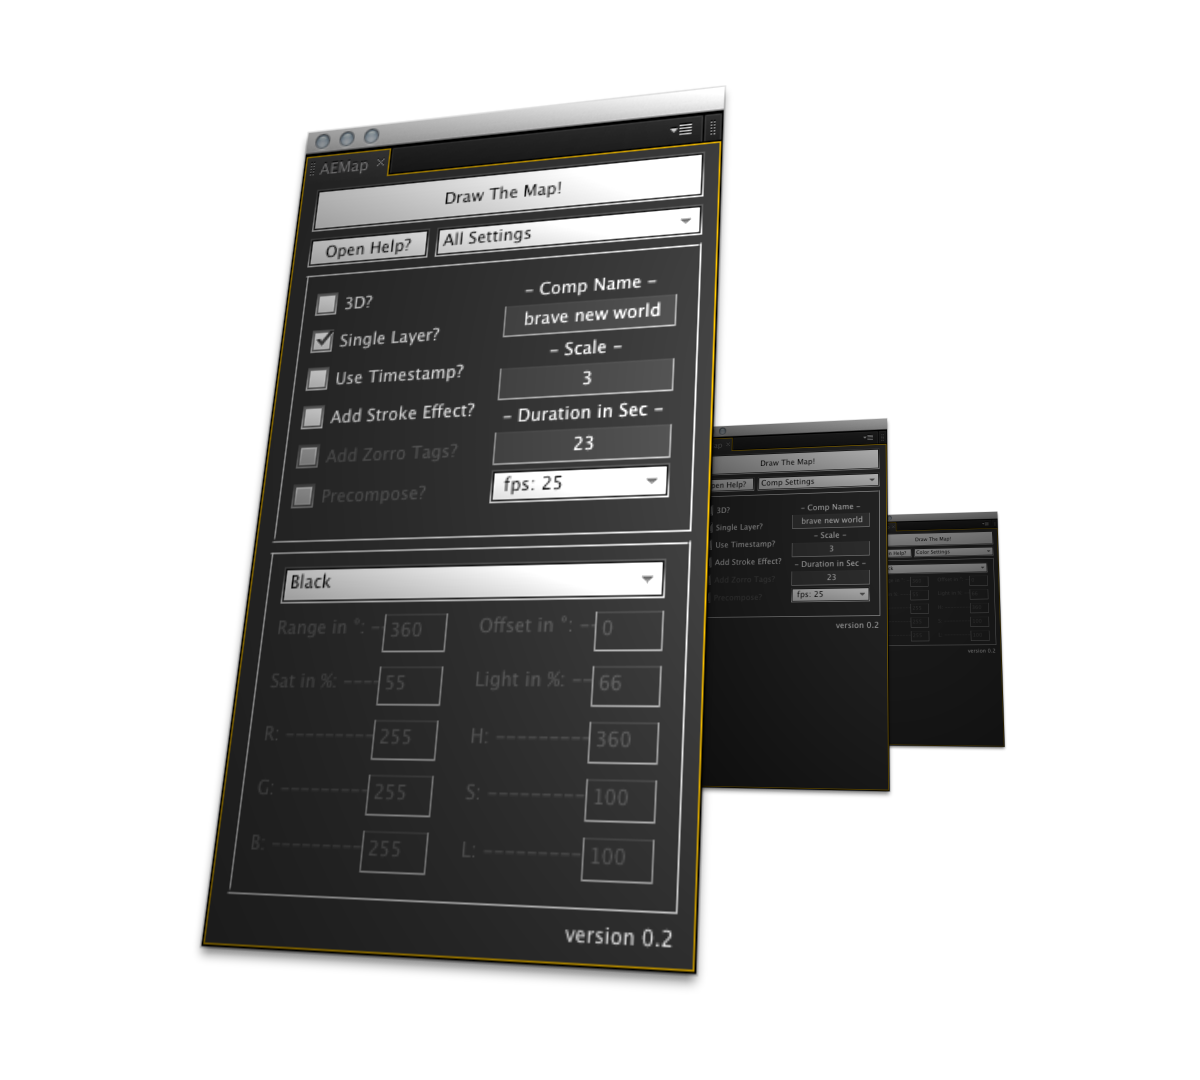 AEMap ×
Draw The Map!
Open Help? All Settings
3D?
Single Layer?
Use Timestamp?
Add Stroke Effect?
Add Zorro Tags?
Precompose?
– Comp Name –
brave new world
– Scale –
3
– Duration in Sec –
23
fps: 25
Black
Range in °: -- 360 Offset in °: -- 0
Sat in %: ---- 55 Light in %: -- 66
R: --------- 255 H: ---------- 360
G: --------- 255 S: ---------- 100
B: --------- 255 L: ---------- 100
version 0.2
Draw The Map!
pen Help? Comp Settings
3D?
Single Layer?
Use Timestamp?
Add Stroke Effect?
Add Zorro Tags?
Precompose?
– Comp Name –
brave new world
– Scale –
3
– Duration in Sec –
23
fps: 25
version 0.2
Draw The Map!
Help? Color Settings
version 0.2